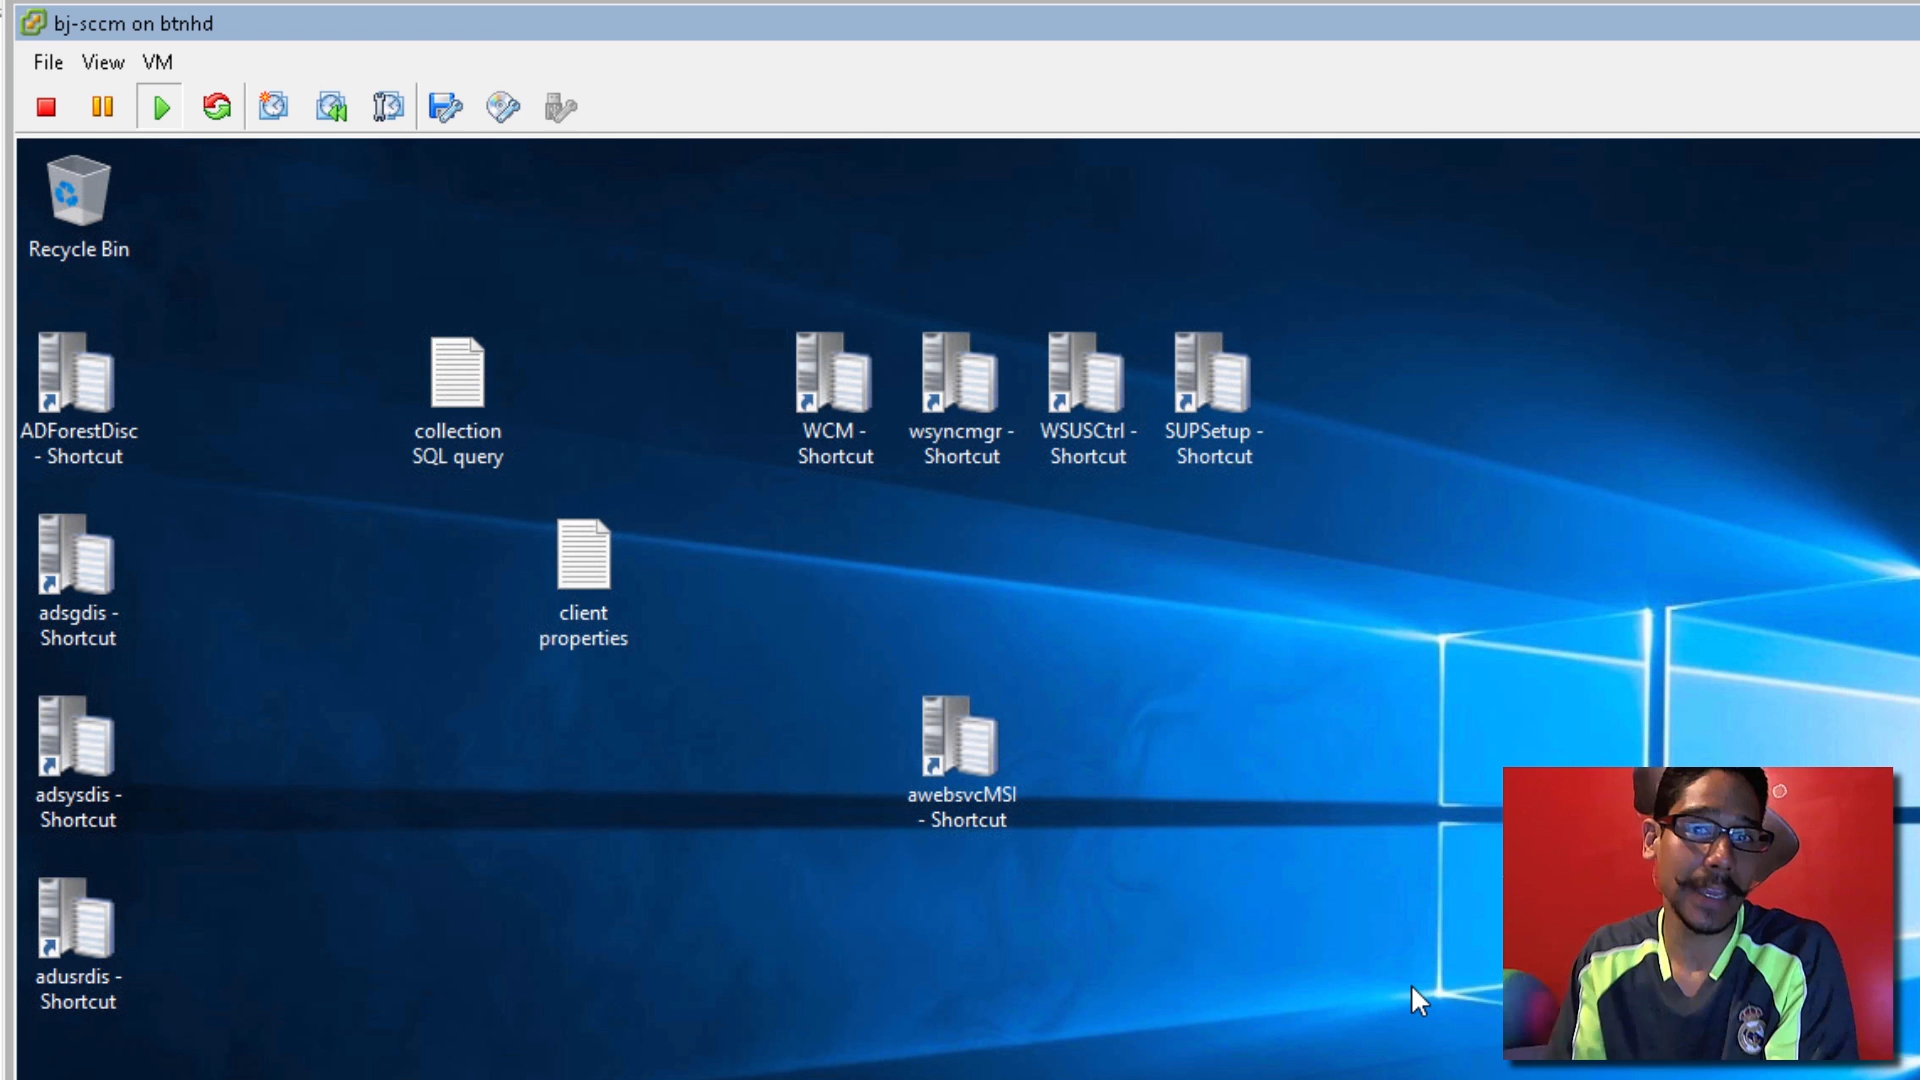 bj-sccm on btnhd
File View VM
Recycle Bin
ADForestDisc
- Shortcut
collection
SQL query
WCM -
Shortcut
wsyncmgr -
Shortcut
WSUSCtrl -
Shortcut
SUPSetup -
Shortcut
adsgdis -
Shortcut
client
properties
adsysdis -
Shortcut
awebsvcMSI
- Shortcut
adusrdis -
Shortcut